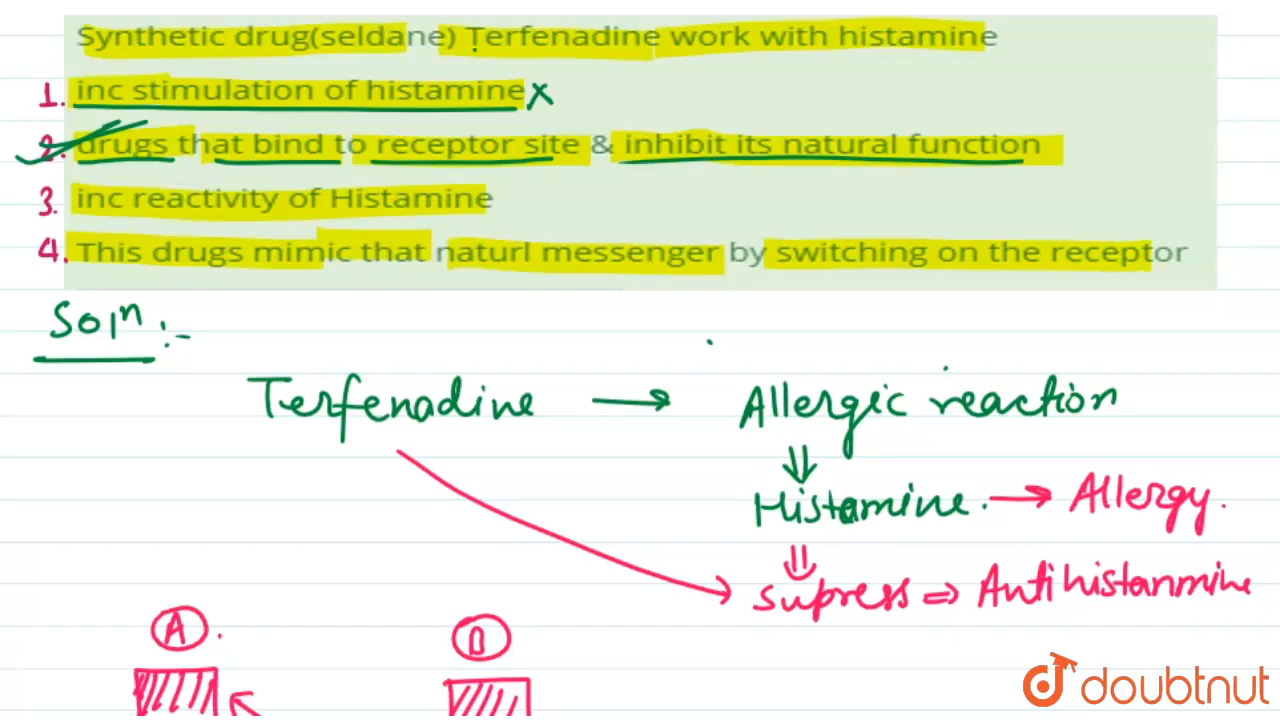 Synthetic drug(seldane) Terfenadine work with histamine
1. inc stimulation of histamine x
2. drugs that bind to receptor site & inhibit its natural function
3. inc reactivity of Histamine
4. This drugs mimic that naturl messenger by switching on the receptor
Solⁿ :-
Terfenadine → Allergic reaction
⇓
Histamine. → Allergy.
⇓
Supress ⇒ Antihistanmine
A . B
doubtnut